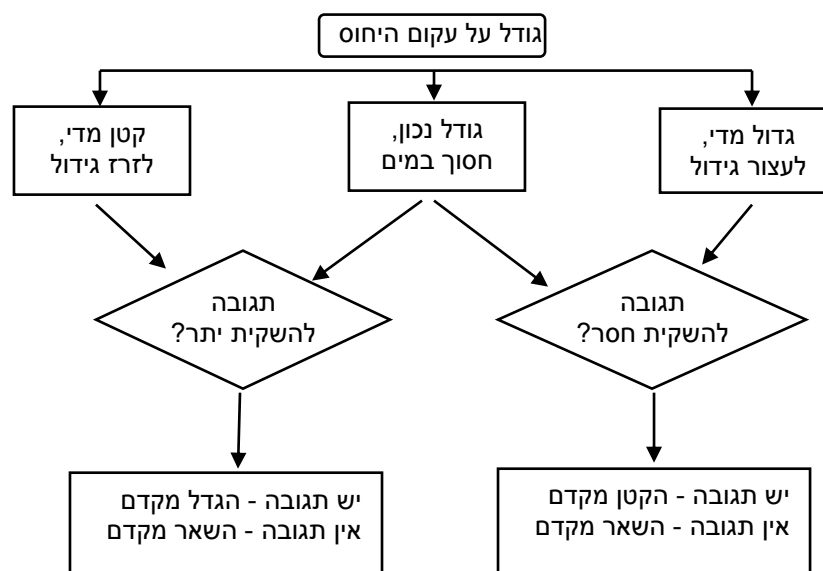 גודל על עקום היחוס
גדול מדי,
לעצור גידול
גודל נכון,
חסוך במים
קטן מדי,
לזרז גידול
תגובה
להשקית חסר?
תגובה
להשקית יתר?
יש תגובה - הקטן מקדם
אין תגובה - השאר מקדם
יש תגובה - הגדל מקדם
אין תגובה - השאר מקדם